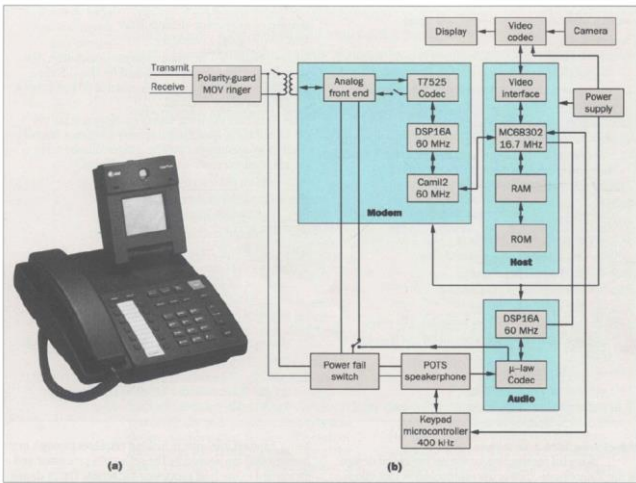 Display
Video
codec
Camera
Transmit
Receive
Polarity-guard
MOV ringer
Analog
front end
T7525
Codec
Video
interface
Power
supply
DSP16A
60 MHz
MC68302
16.7 MHz
Camil2
60 MHz
RAM
Modem
ROM
Host
DSP16A
60 MHz
Power fail
switch
POTS
speakerphone
μ–law
Codec
Audio
Keypad
microcontroller
400 kHz
(a)
(b)